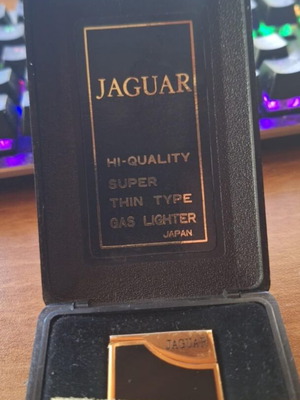 JAGUAR
HI-QUALITY
SUPER
THIN TYPE
GAS LIGHTER
JAPAN
JAGUAR